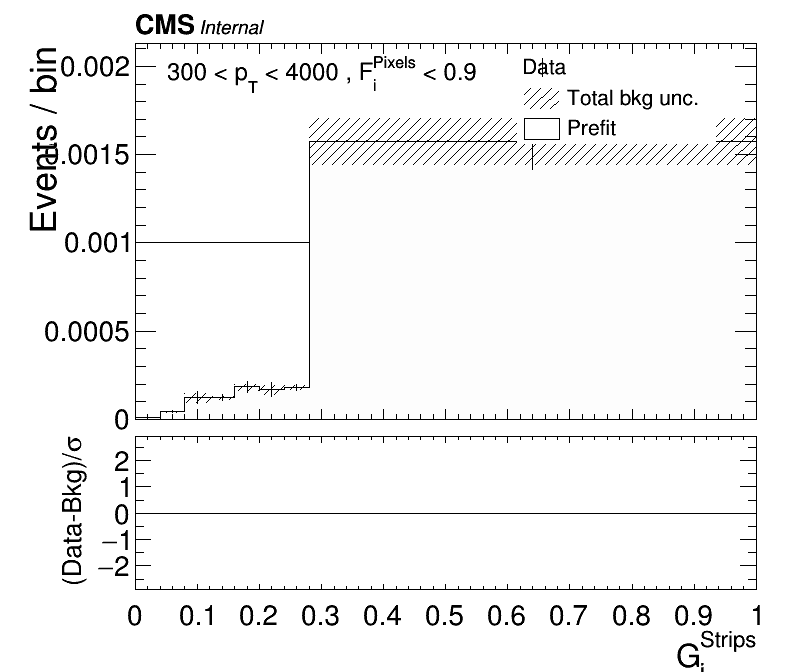 CMS Internal
300 < p_T < 4000 , F_i^Pixels < 0.9
Data
Total bkg unc.
Prefit
Events / bin
0.002
0.0015
0.001
0.0005
0
(Data-Bkg)/σ
2
1
0
−1
−2
0 0.1 0.2 0.3 0.4 0.5 0.6 0.7 0.8 0.9 1
G_i^Strips